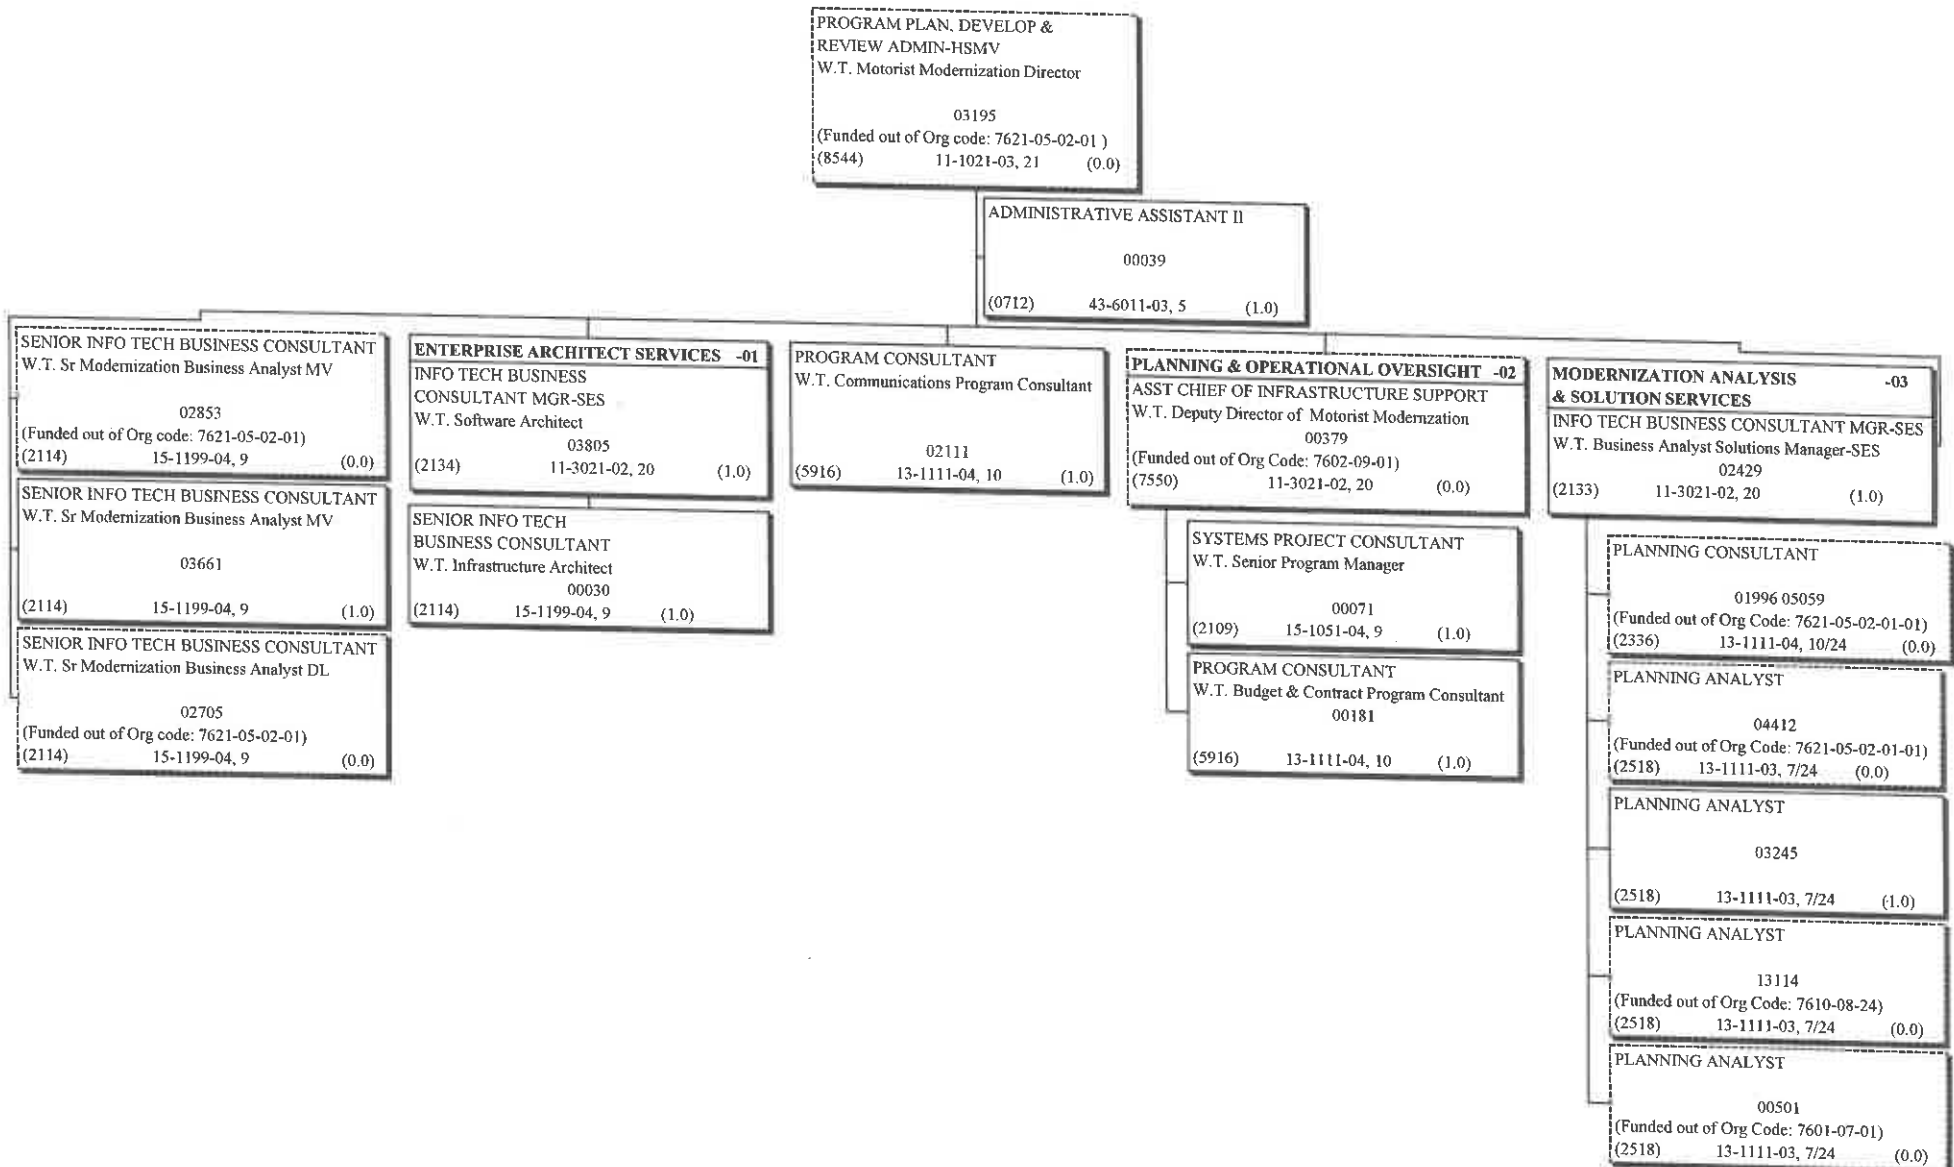 PROGRAM PLAN, DEVELOP &
REVIEW ADMIN-HSMV
W.T. Motorist Modernization Director
03195
(Funded out of Org code: 7621-05-02-01 )
(8544) 11-1021-03, 21 (0.0)
ADMINISTRATIVE ASSISTANT II
00039
(0712) 43-6011-03, 5 (1.0)
SENIOR INFO TECH BUSINESS CONSULTANT
W.T. Sr Modernization Business Analyst MV
02853
(Funded out of Org code: 7621-05-02-01)
(2114) 15-1199-04, 9 (0.0)
SENIOR INFO TECH BUSINESS CONSULTANT
W.T. Sr Modernization Business Analyst MV
03661
(2114) 15-1199-04, 9 (1.0)
SENIOR INFO TECH BUSINESS CONSULTANT
W.T. Sr Modernization Business Analyst DL
02705
(Funded out of Org code: 7621-05-02-01)
(2114) 15-1199-04, 9 (0.0)
ENTERPRISE ARCHITECT SERVICES -01
INFO TECH BUSINESS
CONSULTANT MGR-SES
W.T. Software Architect
03805
(2134) 11-3021-02, 20 (1.0)
SENIOR INFO TECH
BUSINESS CONSULTANT
W.T. Infrastructure Architect
00030
(2114) 15-1199-04, 9 (1.0)
PROGRAM CONSULTANT
W.T. Communications Program Consultant
02111
(5916) 13-1111-04, 10 (1.0)
PLANNING & OPERATIONAL OVERSIGHT -02
ASST CHIEF OF INFRASTRUCTURE SUPPORT
W.T. Deputy Director of Motorist Modernzation
00379
(Funded out of Org Code: 7602-09-01)
(7550) 11-3021-02, 20 (0.0)
SYSTEMS PROJECT CONSULTANT
W.T. Senior Program Manager
00071
(2109) 15-1051-04, 9 (1.0)
PROGRAM CONSULTANT
W.T. Budget & Contract Program Consultant
00181
(5916) 13-1111-04, 10 (1.0)
MODERNIZATION ANALYSIS -03
& SOLUTION SERVICES
INFO TECH BUSINESS CONSULTANT MGR-SES
W.T. Business Analyst Solutions Manager-SES
02429
(2133) 11-3021-02, 20 (1.0)
PLANNING CONSULTANT
01996 05059
(Funded out of Org Code: 7621-05-02-01-01)
(2336) 13-1111-04, 10/24 (0.0)
PLANNING ANALYST
04412
(Funded out of Org Code: 7621-05-02-01-01)
(2518) 13-1111-03, 7/24 (0.0)
PLANNING ANALYST
03245
(2518) 13-1111-03, 7/24 (1.0)
PLANNING ANALYST
13114
(Funded out of Org Code: 7610-08-24)
(2518) 13-1111-03, 7/24 (0.0)
PLANNING ANALYST
00501
(Funded out of Org Code: 7601-07-01)
(2518) 13-1111-03, 7/24 (0.0)